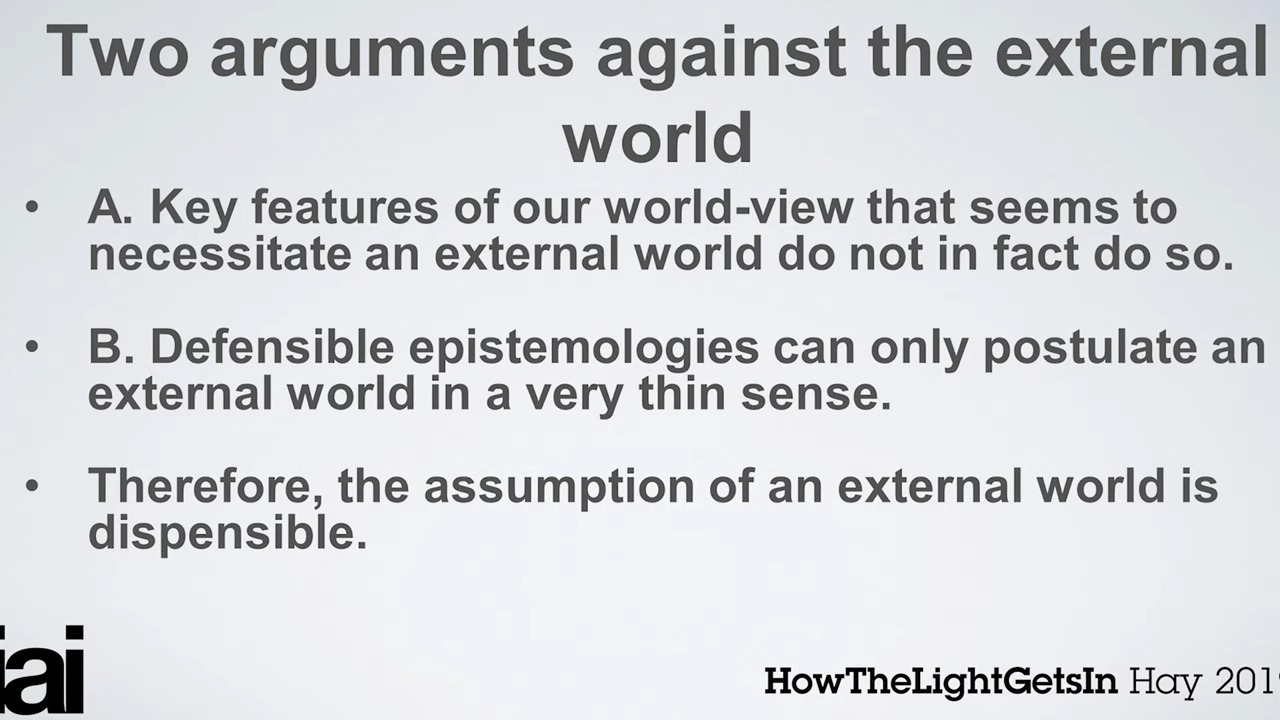 Two arguments against the external
world
• A. Key features of our world-view that seems to
necessitate an external world do not in fact do so.
• B. Defensible epistemologies can only postulate an
external world in a very thin sense.
• Therefore, the assumption of an external world is
dispensible.
iai
HowTheLightGetsIn Hay 2019